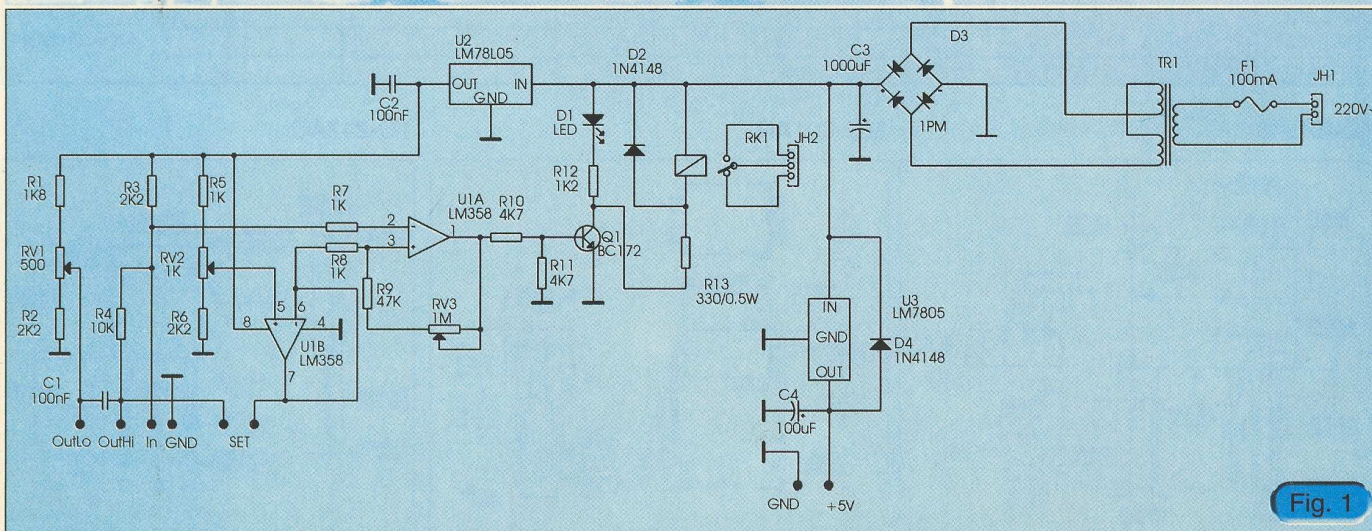 U2
LM78L05
OUT
IN
GND
C2
100nF
D2
1N4148
C3
1000uF
D3
1PM
TR1
F1
100mA
JH1
220V~
D1
LED
RK1
JH2
R12
1K2
R1
1K8
R3
2K2
R5
1K
R7
1K
U1A
LM358
R10
4K7
2
3
1
Q1
BC172
RV1
500
RV2
1K
R8
1K
R9
47K
R11
4K7
R13
330/0.5W
R2
2K2
R4
10K
R6
2K2
5
6
8
4
U1B
LM358
7
RV3
1M
IN
GND
OUT
U3
LM7805
D4
1N4148
C1
100nF
C4
100uF
OutLo
OutHi
In
GND
SET
GND
+5V
Fig. 1